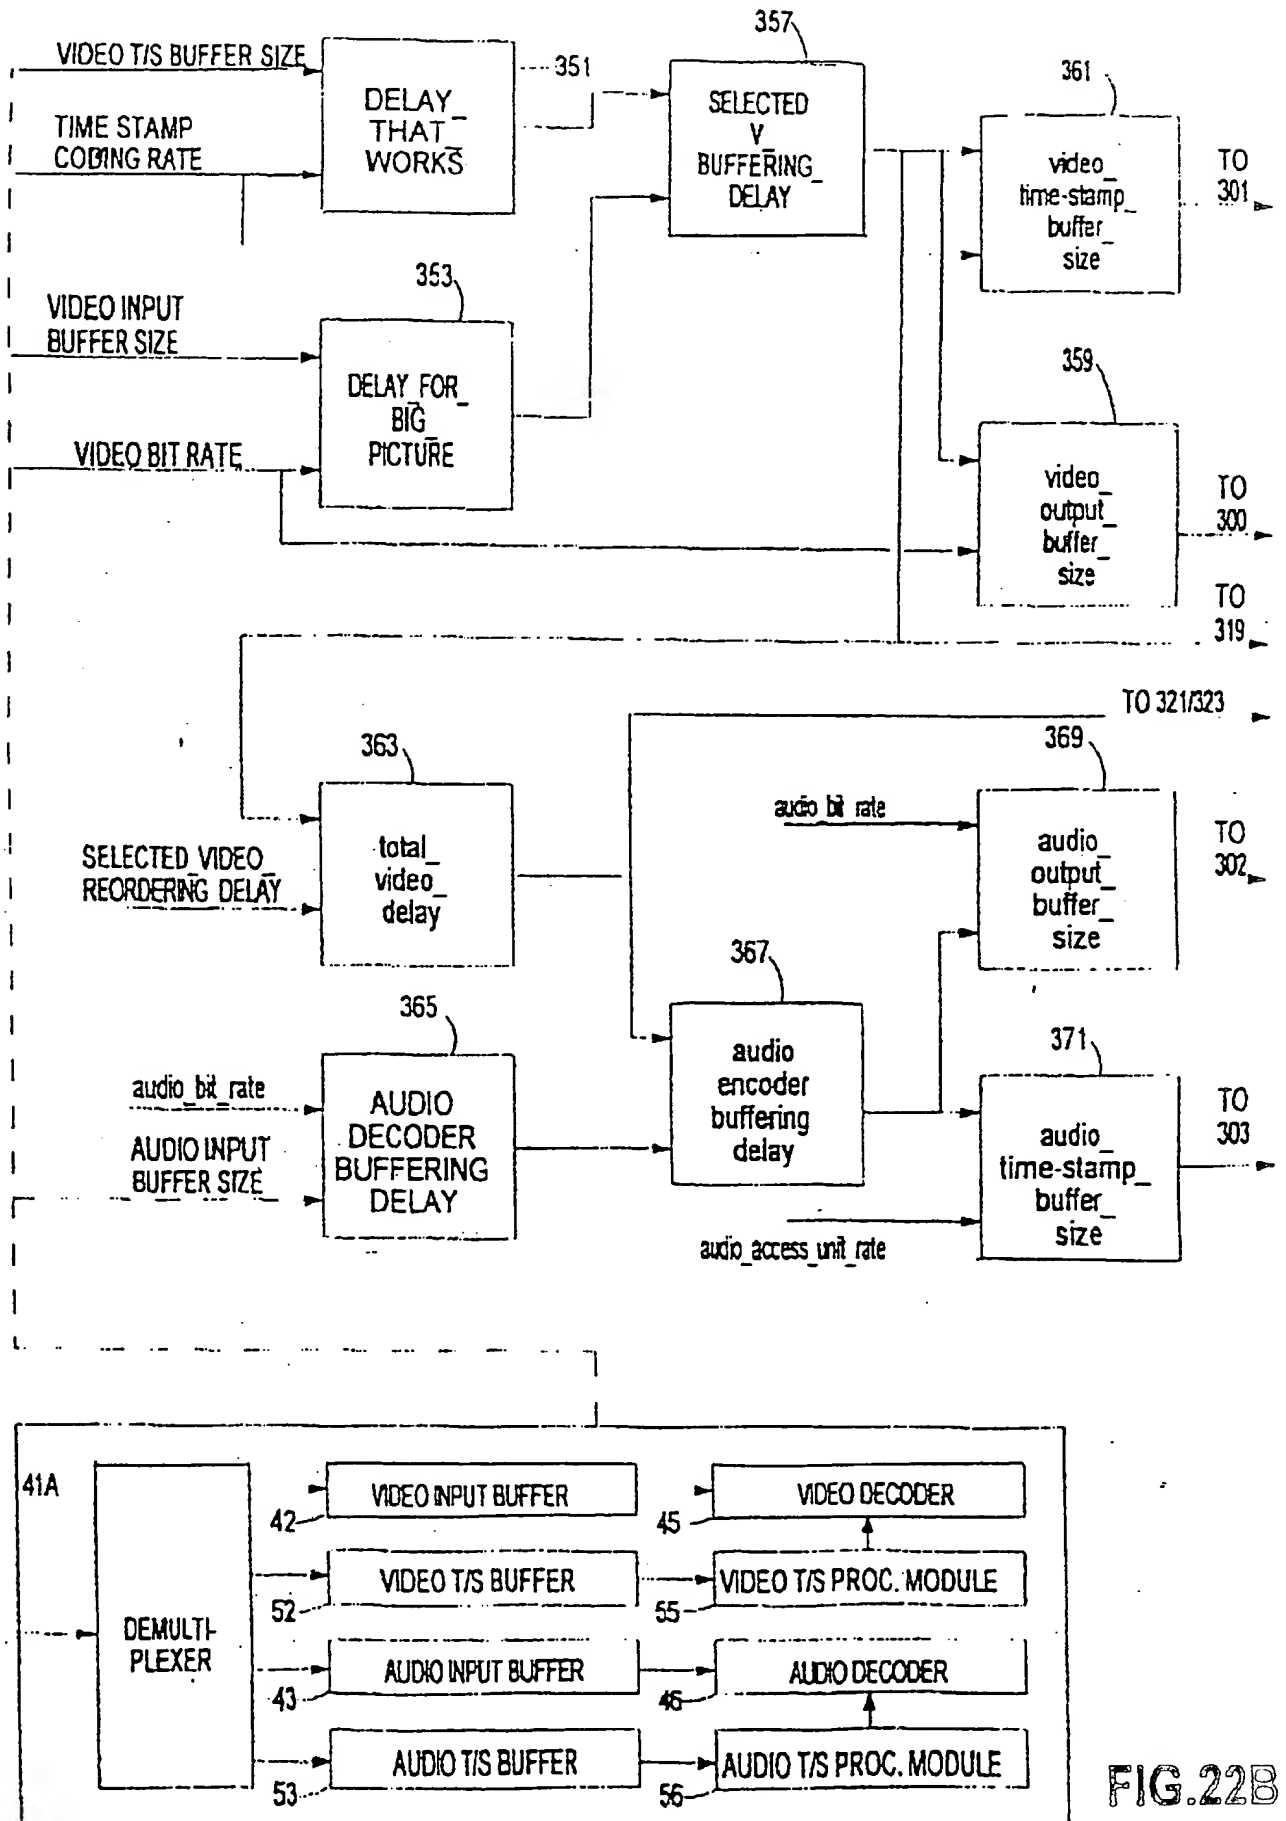 VIDEO T/S BUFFER SIZE
TIME STAMP
CODING RATE
DELAY_
THAT_
WORKS
351
357
SELECTED
V_
BUFFERING_
DELAY
361
video_
time-stamp_
buffer_
size
TO
301
VIDEO INPUT
BUFFER SIZE
VIDEO BIT RATE
353
DELAY_FOR_
BIG_
PICTURE
359
video_
output_
buffer_
size
TO
300
TO
319
TO 321/323
363
total_
video_
delay
SELECTED_VIDEO_
REORDERING_DELAY
369
audio_bit_rate
audio_
output_
buffer_
size
TO
302
365
audio_bit_rate
AUDIO INPUT
BUFFER SIZE
AUDIO
DECODER
BUFFERING
DELAY
367
audio
encoder
buffering
delay
371
audio_
time-stamp_
buffer_
size
audio_access_unit_rate
TO
303
41A
DEMULTI-
PLEXER
VIDEO INPUT BUFFER
42
VIDEO DECODER
45
VIDEO T/S BUFFER
52
VIDEO T/S PROC. MODULE
55
AUDIO INPUT BUFFER
43
AUDIO DECODER
46
AUDIO T/S BUFFER
53
AUDIO T/S PROC. MODULE
56
FIG.22B